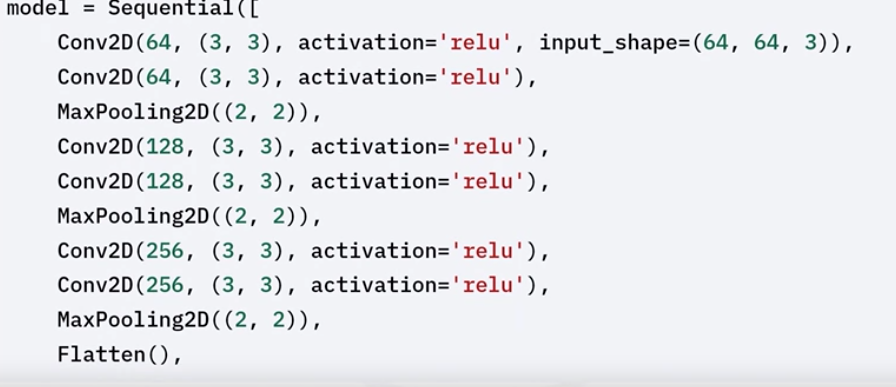 model = Sequential([
Conv2D(64, (3, 3), activation='relu', input_shape=(64, 64, 3)),
Conv2D(64, (3, 3), activation='relu'),
MaxPooling2D((2, 2)),
Conv2D(128, (3, 3), activation='relu'),
Conv2D(128, (3, 3), activation='relu'),
MaxPooling2D((2, 2)),
Conv2D(256, (3, 3), activation='relu'),
Conv2D(256, (3, 3), activation='relu'),
MaxPooling2D((2, 2)),
Flatten(),